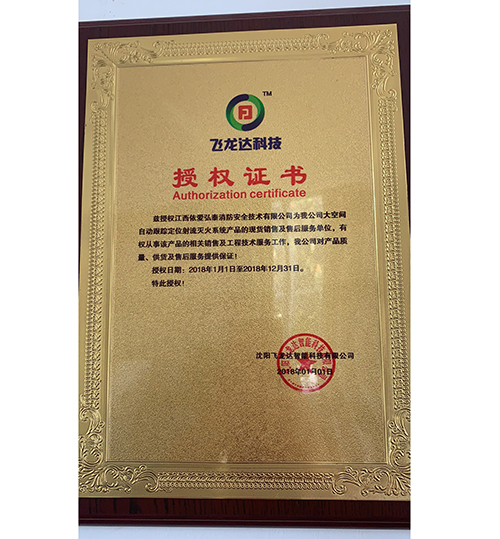 TM
飞龙达科技
授权证书
Authorization certificate
兹授权江西依爱弘泰消防安全技术有限公司为我公司大空间
自动跟踪定位射流灭火系统产品的现货销售及售后服务单位，有
权从事该产品的相关销售及工程技术服务工作，我公司对产品质
量、供货及售后服务提供保证！
授权日期：2018年1月1日至2018年12月31日。
特此授权！
沈阳飞龙达智能科技有限公司
2018年01月01日